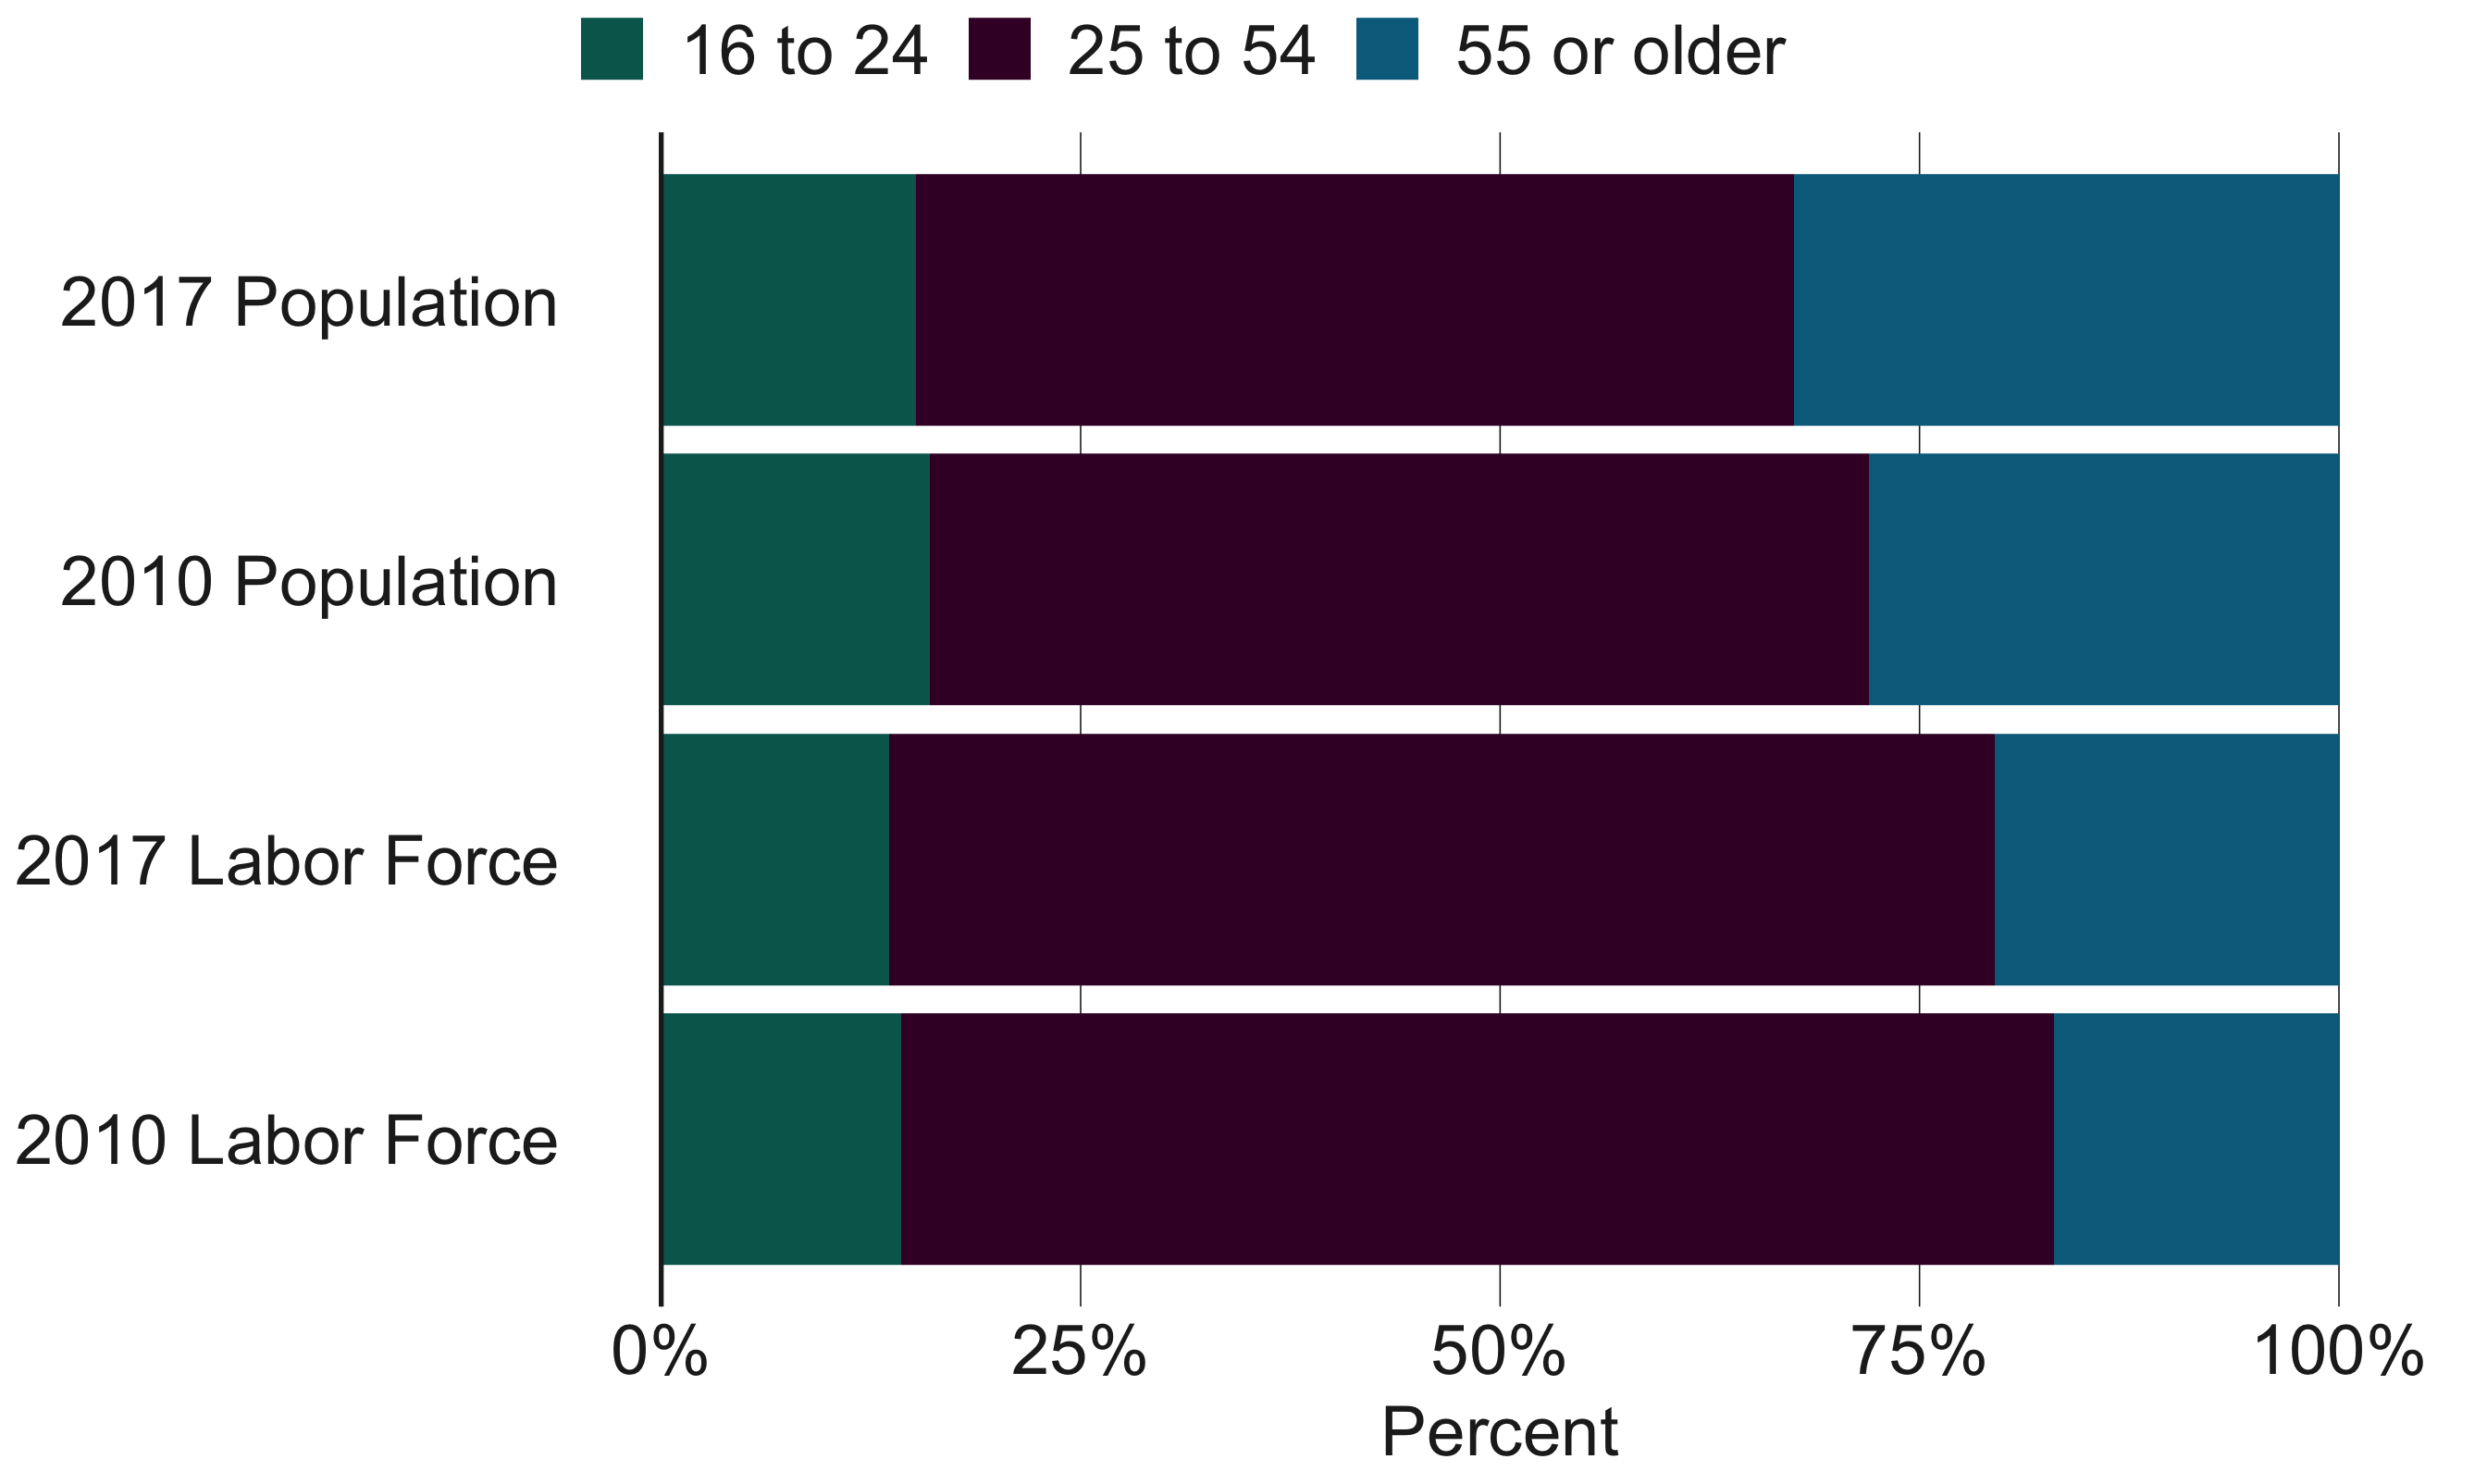 16 to 24 25 to 54 55 or older
2017 Population
2010 Population
2017 Labor Force
2010 Labor Force
0% 25% 50% 75% 100%
Percent